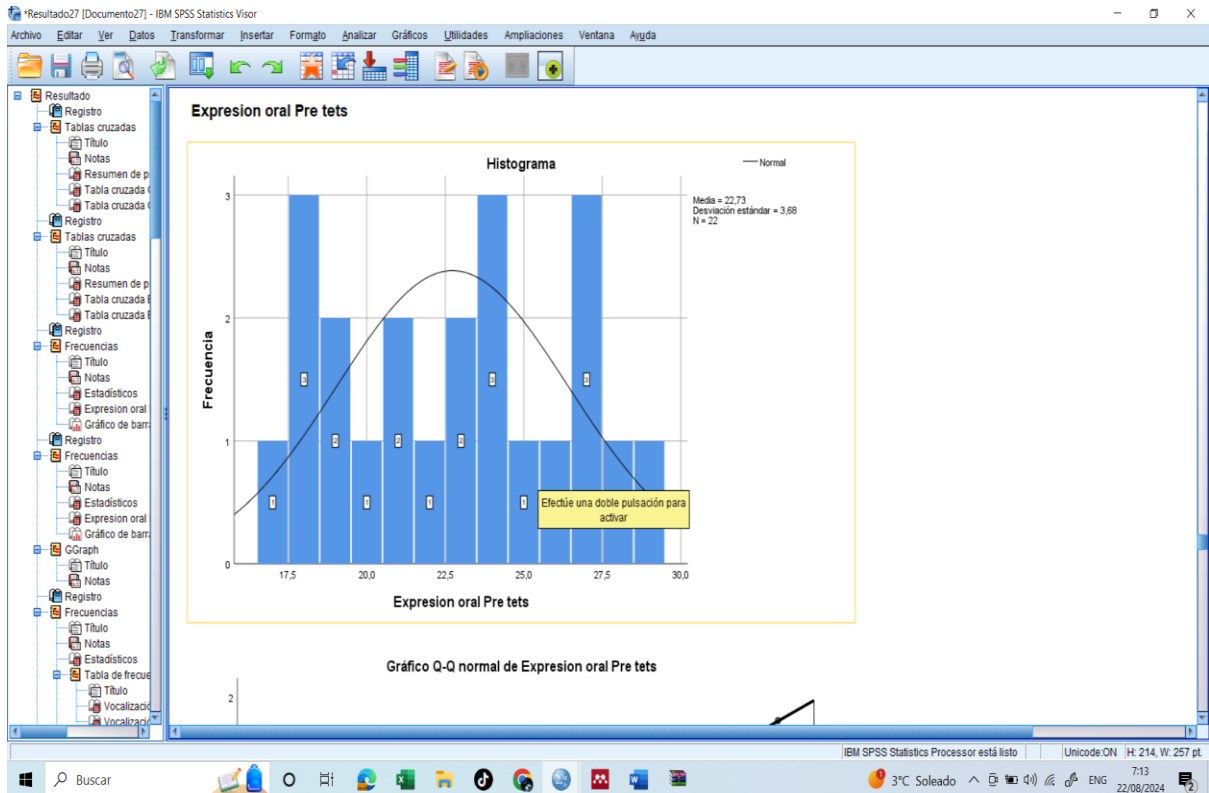 *Resultado27 [Documento27] - IBM SPSS Statistics Visor
Archivo Editar Ver Datos Transformar Insertar Formato Analizar Gráficos Utilidades Ampliaciones Ventana Ayuda
Resultado
Registro
Tablas cruzadas
Título
Notas
Resumen de p
Tabla cruzada
Tabla cruzada
Registro
Tablas cruzadas
Título
Notas
Resumen de p
Tabla cruzada E
Tabla cruzada E
Registro
Frecuencias
Título
Notas
Estadísticos
Expresion oral
Gráfico de barr
Registro
Frecuencias
Título
Notas
Estadísticos
Expresion oral
Gráfico de barr
GGraph
Título
Notas
Registro
Frecuencias
Título
Notas
Estadísticos
Tabla de frecue
Título
Vocalizació
Vocalizació
Expresion oral Pre tets
Histograma
Normal
Media = 22,73
Desviación estándar = 3,68
N = 22
Frecuencia
3
2
1
0
3 3 3
2 2 2
1 1 1 1
Efectúe una doble pulsación para
activar
17,5 20,0 22,5 25,0 27,5 30,0
Expresion oral Pre tets
Gráfico Q-Q normal de Expresion oral Pre tets
2
IBM SPSS Statistics Processor está listo Unicode:ON H: 214, W: 257 pt.
Buscar
3°C Soleado ENG 7:13
22/08/2024
2